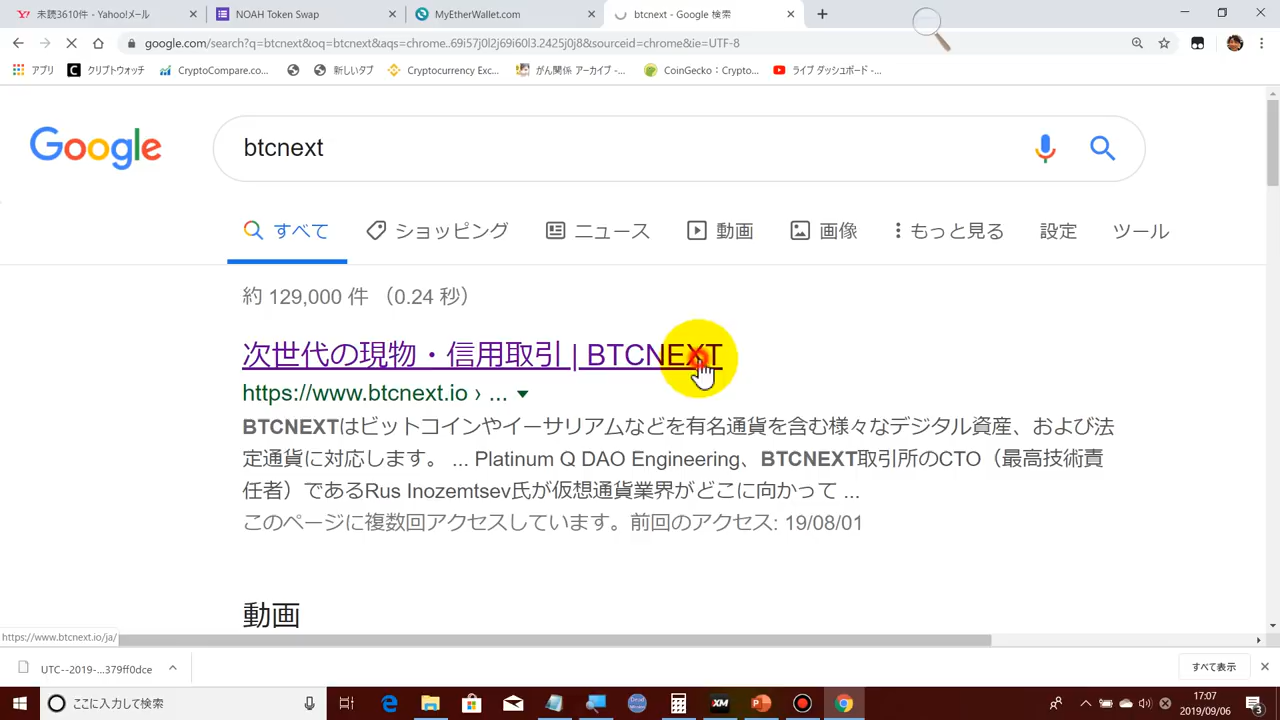 未読3610件 - Yahoo!メール
NOAH Token Swap
MyEtherWallet.com
btcnext - Google 検索
google.com/search?q=btcnext&oq=btcnext&aqs=chrome..69i57j0l2j69i60l3.2425j0j8&sourceid=chrome&ie=UTF-8
アプリ
クリプトウォッチ
CryptoCompare.co...
新しいタブ
Cryptocurrency Exc...
がん関係 アーカイブ -...
CoinGecko：Crypto...
ライブ ダッシュボード -...
Google
btcnext
すべて
ショッピング
ニュース
動画
画像
もっと見る
設定
ツール
約 129,000 件 （0.24 秒）
次世代の現物・信用取引 | BTCNEXT
https://www.btcnext.io › ...
BTCNEXTはビットコインやイーサリアムなどを有名通貨を含む様々なデジタル資産、および法
定通貨に対応します。 ... Platinum Q DAO Engineering、BTCNEXT取引所のCTO（最高技術責
任者）であるRus Inozemtsev氏が仮想通貨業界がどこに向かって ...
このページに複数回アクセスしています。前回のアクセス: 19/08/01
動画
https://www.btcnext.io/ja/
UTC--2019-...379ff0dce
すべて表示
ここに入力して検索
XM
17:07
2019/09/06
3